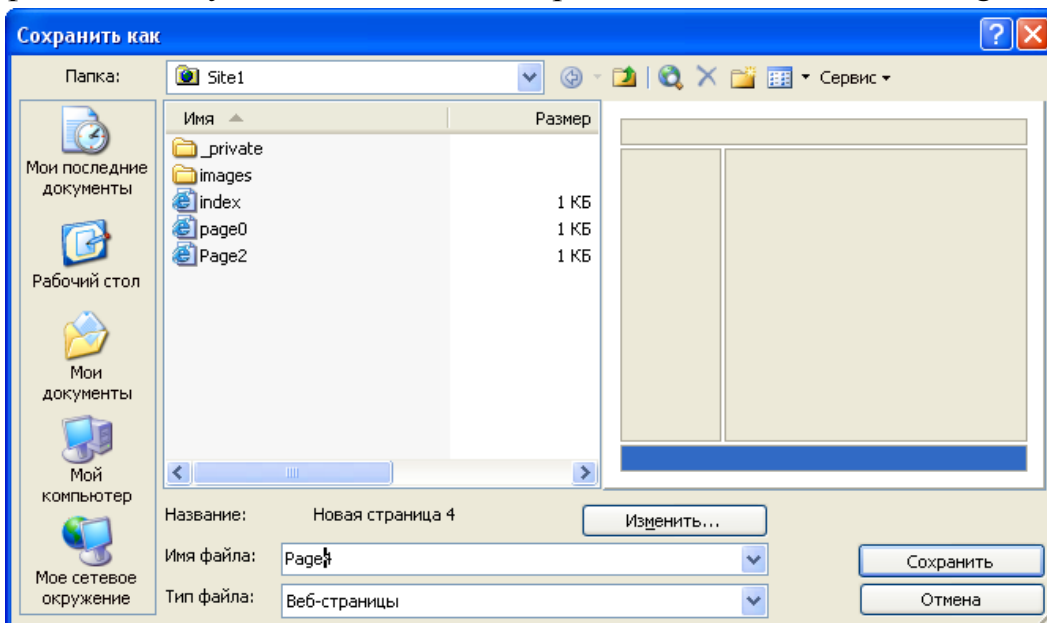 Сохранить как
Папка: Site1 Сервис
Имя Размер
_private
images
index 1 КБ
page0 1 КБ
Page2 1 КБ
Мои последние
документы
Рабочий стол
Мои
документы
Мой
компьютер
Мое сетевое
окружение
Название: Новая страница 4 Изменить...
Имя файла: Сохранить
Тип файла: Веб-страницы Отмена